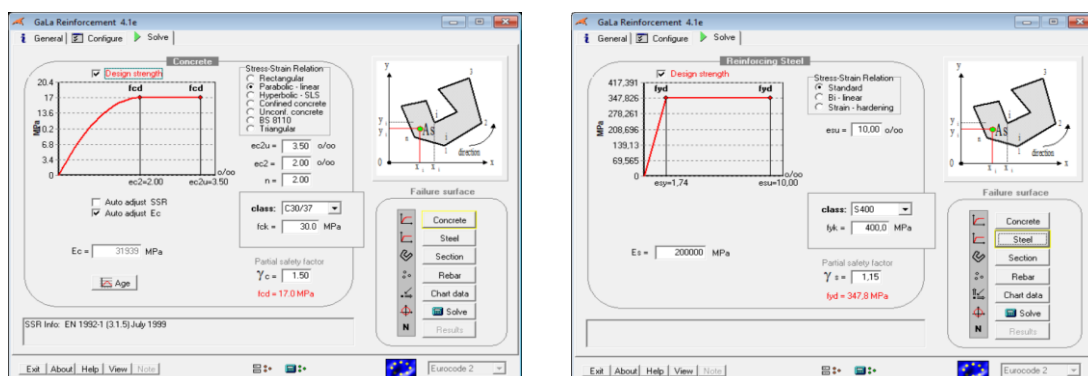 GaLa Reinforcement 4.1e
General Configure Solve
Concrete
Design strength
fcd fcd
20.4
17
13.6
10.2
6.8
3.4
0
MPa
o/oo
ec2=2.00 ec2u=3.50
Stress-Strain Relation
Rectangular
Parabolic - linear
Hyperbolic - SLS
Confined concrete
Unconf. concrete
BS 8110
Triangular
ec2u = 3.50 o/oo
ec2 = 2.00 o/oo
n = 2.00
Auto adjust SSR
Auto adjust Ec
class: C30/37
fck = 30.0 MPa
Ec = 31939 MPa
Age
Partial safety factor
γc = 1.50
fcd = 17.0 MPa
SSR Info: EN 1992-1 (3.1.5) July 1999
y
As
direction
0
x
Failure surface
Concrete
Steel
Section
Rebar
Chart data
Solve
N Results
Exit About Help View Note Eurocode 2
GaLa Reinforcement 4.1e
General Configure Solve
Reinforcing Steel
Design strength
fyd fyd
417,391
347,826
278,261
208,696
139,13
69,565
0
MPa
o/oo
esy=1,74 esu=10,00
Stress-Strain Relation
Standard
Bi - linear
Strain - hardening
esu = 10,00 o/oo
class: S400
fyk = 400,0 MPa
Es = 200000 MPa
Partial safety factor
γs = 1,15
fyd = 347,8 MPa
y
As
direction
0
x
Failure surface
Concrete
Steel
Section
Rebar
Chart data
Solve
N Results
Exit About Help View Note Eurocode 2